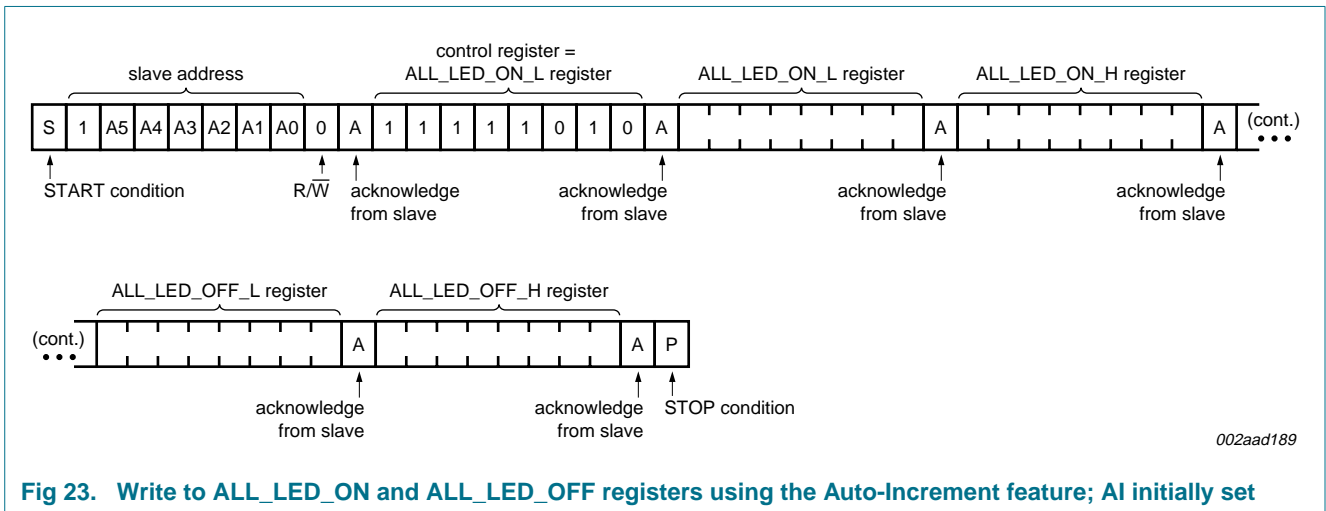 control register =
slave address ALL_LED_ON_L register ALL_LED_ON_L register ALL_LED_ON_H register
S 1 A5 A4 A3 A2 A1 A0 0 A 1 1 1 1 1 0 1 0 A A A (cont.)
START condition R/W̅ acknowledge acknowledge acknowledge acknowledge
from slave from slave from slave from slave
ALL_LED_OFF_L register ALL_LED_OFF_H register
(cont.) A A P
acknowledge acknowledge STOP condition
from slave from slave
002aad189
Fig 23. Write to ALL_LED_ON and ALL_LED_OFF registers using the Auto-Increment feature; AI initially set